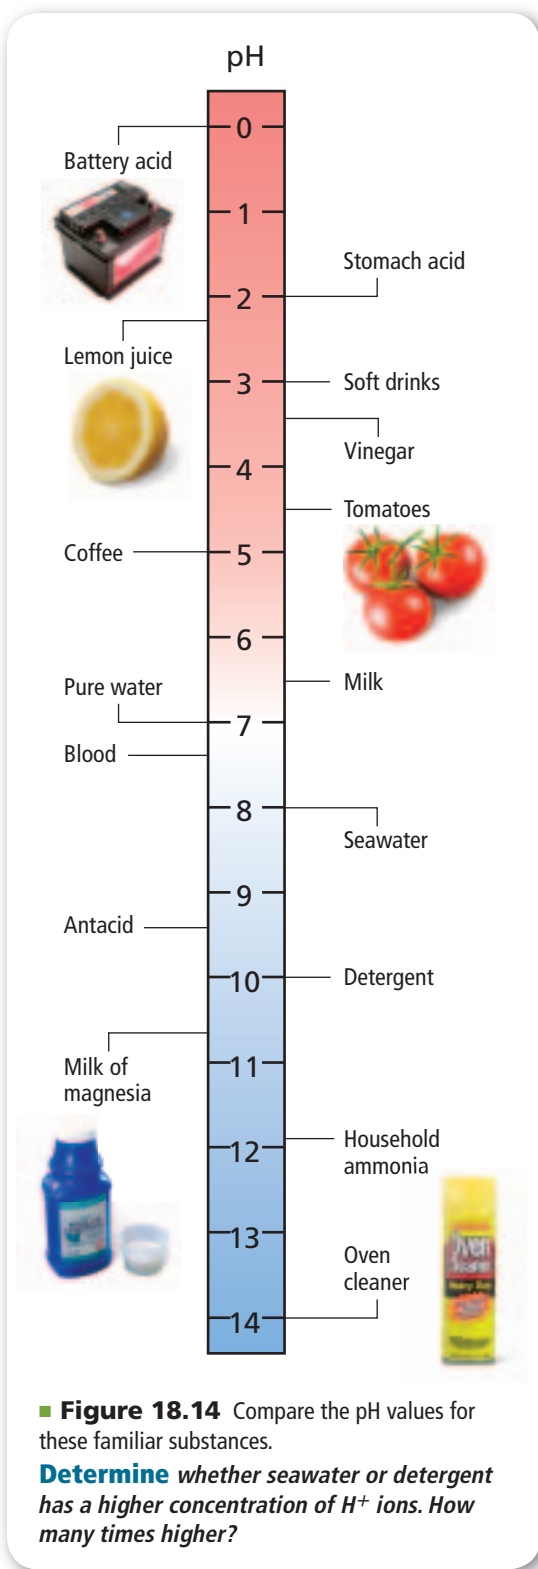 pH
0
Battery acid
1
Stomach acid
2
Lemon juice
3
Soft drinks
Vinegar
4
Tomatoes
Coffee
5
6
Milk
Pure water
7
Blood
8
Seawater
9
Antacid
10
Detergent
Milk of
magnesia
11
Household
ammonia
12
13
Oven
cleaner
14
Oven
Figure 18.14 Compare the pH values for
these familiar substances.
Determine whether seawater or detergent
has a higher concentration of H+ ions. How
many times higher?